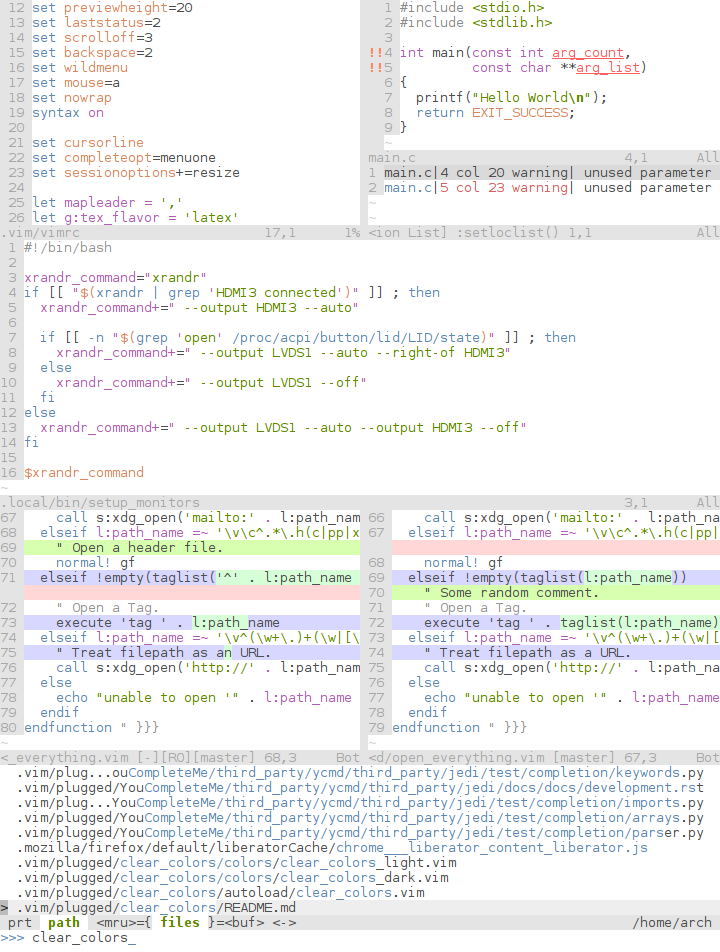 12 set previewheight=20
13 set laststatus=2
14 set scrolloff=3
15 set backspace=2
16 set wildmenu
17 set mouse=a
18 set nowrap
19 syntax on
20
21 set cursorline
22 set completeopt=menuone
23 set sessionoptions+=resize
24
25 let mapleader = ','
26 let g:tex_flavor = 'latex'
.vim/vimrc 17,1 1%
1 #include <stdio.h>
2 #include <stdlib.h>
3
!!4 int main(const int arg_count,
!!5 const char **arg_list)
6 {
7 printf("Hello World\n");
8 return EXIT_SUCCESS;
9 }
~
main.c 4,1 All
1 main.c|4 col 20 warning| unused parameter
2 main.c|5 col 23 warning| unused parameter
~
~
<ion List] :setloclist() 1,1 All
1 #!/bin/bash
2
3 xrandr_command="xrandr"
4 if [[ "$(xrandr | grep 'HDMI3 connected')" ]] ; then
5 xrandr_command+=" --output HDMI3 --auto"
6
7 if [[ -n "$(grep 'open' /proc/acpi/button/lid/LID/state)" ]] ; then
8 xrandr_command+=" --output LVDS1 --auto --right-of HDMI3"
9 else
10 xrandr_command+=" --output LVDS1 --off"
11 fi
12 else
13 xrandr_command+=" --output LVDS1 --auto --output HDMI3 --off"
14 fi
15
16 $xrandr_command
~
.local/bin/setup_monitors 3,1 All
67 call s:xdg_open('mailto:' . l:path_nam
68 elseif l:path_name =~ '\v\c^.*\.h(c|pp|x
69 " Open a header file.
70 normal! gf
71 elseif !empty(taglist('^' . l:path_name
72 " Open a Tag.
73 execute 'tag ' . l:path_name
74 elseif l:path_name =~ '\v^(\w+\.)+(\w|[\
75 " Treat filepath as an URL.
76 call s:xdg_open('http://' . l:path_nam
77 else
78 echo "unable to open '" . l:path_name
79 endif
80 endfunction " }}}
~
<_everything.vim [-][RO][master] 68,3 Bot
66 call s:xdg_open('mailto:' . l:path_na
67 elseif l:path_name =~ '\v\c^.*\.h(c|pp|
68 normal! gf
69 elseif !empty(taglist(l:path_name))
70 " Some random comment.
71 " Open a Tag.
72 execute 'tag ' . taglist(l:path_name)
73 elseif l:path_name =~ '\v^(\w+\.)+(\w|[
74 " Treat filepath as a URL.
75 call s:xdg_open('http://' . l:path_na
76 else
77 echo "unable to open '" . l:path_name
78 endif
79 endfunction " }}}
~
<d/open_everything.vim [master] 67,3 Bot
.vim/plug...ouCompleteMe/third_party/ycmd/third_party/jedi/test/completion/keywords.py
.vim/plugged/YouCompleteMe/third_party/ycmd/third_party/jedi/docs/docs/development.rst
.vim/plug...YouCompleteMe/third_party/ycmd/third_party/jedi/test/completion/imports.py
.vim/plugged/YouCompleteMe/third_party/ycmd/third_party/jedi/test/completion/arrays.py
.vim/plugged/YouCompleteMe/third_party/ycmd/third_party/jedi/test/completion/parser.py
.mozilla/firefox/default/liberatorCache/chrome___liberator_content_liberator.js
.vim/plugged/clear_colors/colors/clear_colors_light.vim
.vim/plugged/clear_colors/colors/clear_colors_dark.vim
.vim/plugged/clear_colors/autoload/clear_colors.vim
> .vim/plugged/clear_colors/README.md
prt path <mru>={ files }=<buf> <-> /home/arch
>>> clear_colors_